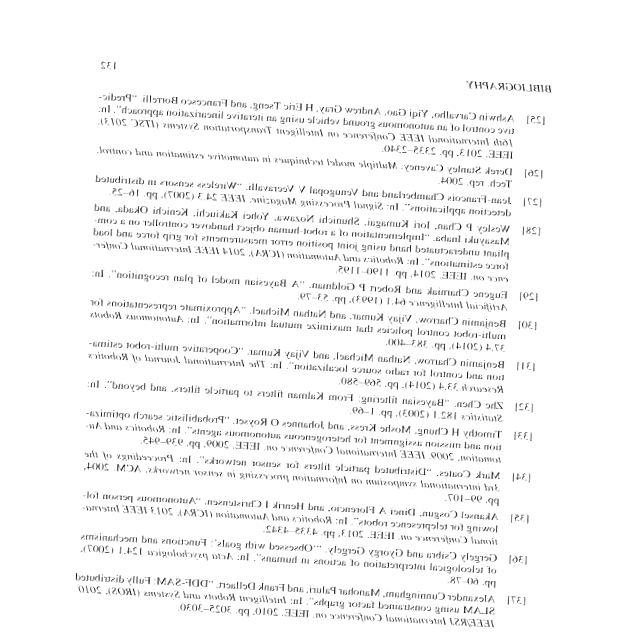 132
BIBLIOGRAPHY
[25] Ashwin Carvalho, Yiqi Gao, Andrew Gray, H Eric Tseng, and Francesco Borrelli. “Predic-
tive control of an autonomous ground vehicle using an iterative linearization approach”. In:
16th International IEEE Conference on Intelligent Transportation Systems (ITSC 2013).
IEEE. 2013, pp. 2335–2340.
[26] Derek Stanley Caveney. Multiple model techniques in automotive estimation and control.
Tech. rep. 2004.
[27] Jean-Francois Chamberland and Venugopal V Veeravalli. “Wireless sensors in distributed
detection applications”. In: Signal Processing Magazine, IEEE 24.3 (2007), pp. 16–25.
[28] Wesley P Chan, Iori Kumagai, Shunichi Nozawa, Yohei Kakiuchi, Kenichi Okada, and
Masayuki Inaba. “Implementation of a robot-human object handover controller on a com-
pliant underactuated hand using joint position error measurements for grip force and load
force estimations”. In: Robotics and Automation (ICRA), 2014 IEEE International Confer-
ence on. IEEE. 2014, pp. 1190–1195.
[29] Eugene Charniak and Robert P Goldman. “A Bayesian model of plan recognition”. In:
Artificial Intelligence 64.1 (1993), pp. 53–79.
[30] Benjamin Charrow, Vijay Kumar, and Nathan Michael. “Approximate representations for
multi-robot control policies that maximize mutual information”. In: Autonomous Robots
37.4 (2014), pp. 383–400.
[31] Benjamin Charrow, Nathan Michael, and Vijay Kumar. “Cooperative multi-robot estima-
tion and control for radio source localization”. In: The International Journal of Robotics
Research 33.4 (2014), pp. 569–580.
[32] Zhe Chen. “Bayesian filtering: From Kalman filters to particle filters, and beyond”. In:
Statistics 182.1 (2003), pp. 1–69.
[33] Timothy H Chung, Moshe Kress, and Johannes O Royset. “Probabilistic search optimiza-
tion and mission assignment for heterogeneous autonomous agents”. In: Robotics and Au-
tomation, 2009. IEEE International Conference on. IEEE. 2009, pp. 939–945.
[34] Mark Coates. “Distributed particle filters for sensor networks”. In: Proceedings of the
3rd international symposium on Information processing in sensor networks. ACM. 2004,
pp. 99–107.
[35] Akansel Cosgun, Dinei A Florencio, and Henrik I Christensen. “Autonomous person fol-
lowing for telepresence robots”. In: Robotics and Automation (ICRA), 2013 IEEE Interna-
tional Conference on. IEEE. 2013, pp. 4335–4342.
[36] Gergely Csibra and György Gergely. “‘Obsessed with goals’: Functions and mechanisms
of teleological interpretation of actions in humans”. In: Acta psychologica 124.1 (2007),
pp. 60–78.
[37] Alexander Cunningham, Manohar Paluri, and Frank Dellaert. “DDF-SAM: Fully distributed
SLAM using constrained factor graphs”. In: Intelligent Robots and Systems (IROS), 2010
IEEE/RSJ International Conference on. IEEE. 2010, pp. 3025–3030.